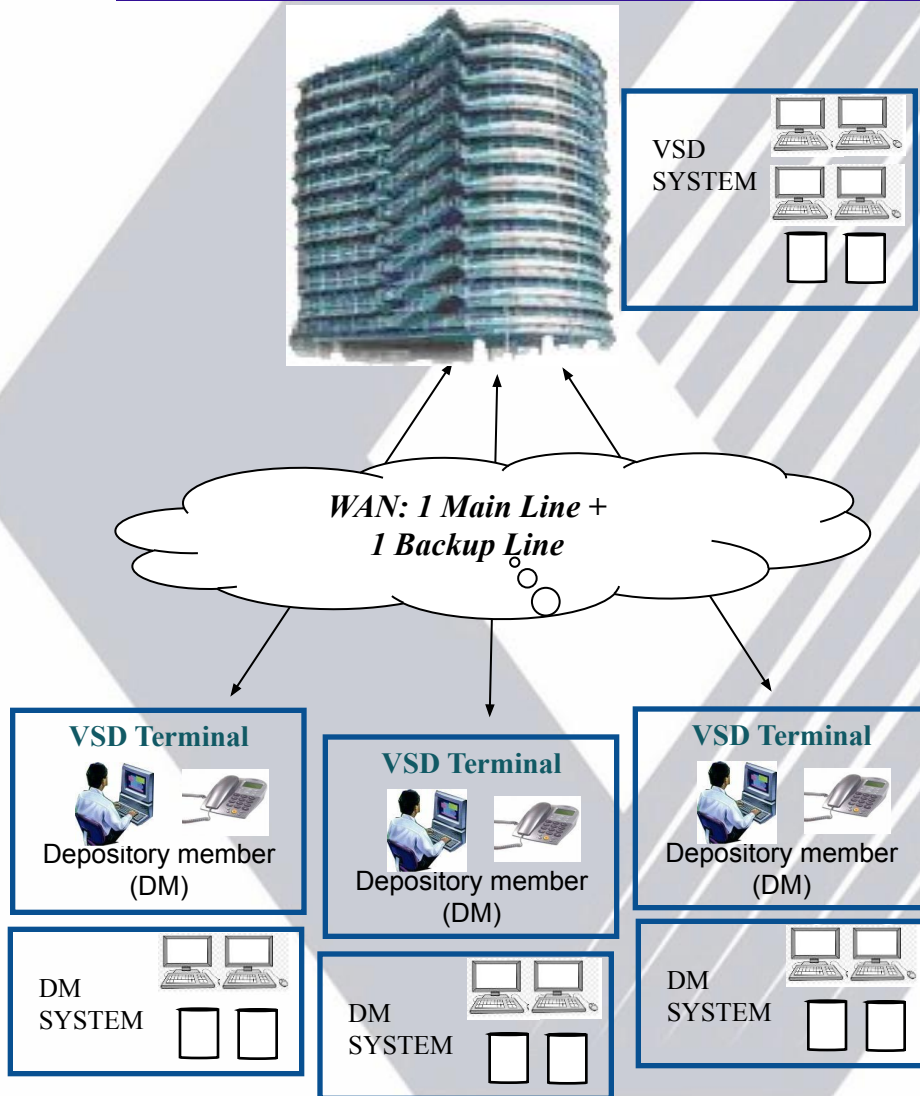 VSD
SYSTEM
WAN: 1 Main Line +
1 Backup Line
VSD Terminal
Depository member
(DM)
VSD Terminal
Depository member
(DM)
VSD Terminal
Depository member
(DM)
DM
SYSTEM
DM
SYSTEM
DM
SYSTEM